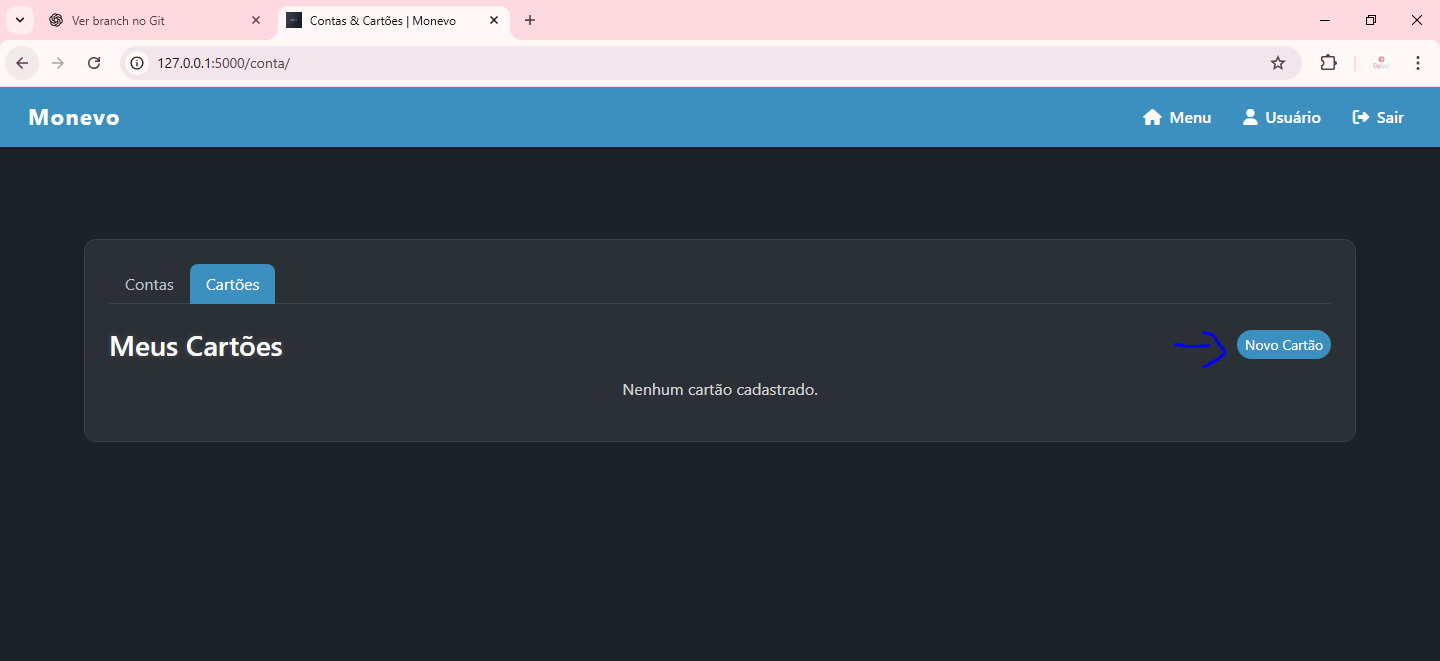 Ver branch no Git
Contas & Cartões | Monevo
127.0.0.1:5000/conta/
Monevo
Menu
Usuário
Sair
Contas
Cartões
Meus Cartões
Novo Cartão
Nenhum cartão cadastrado.